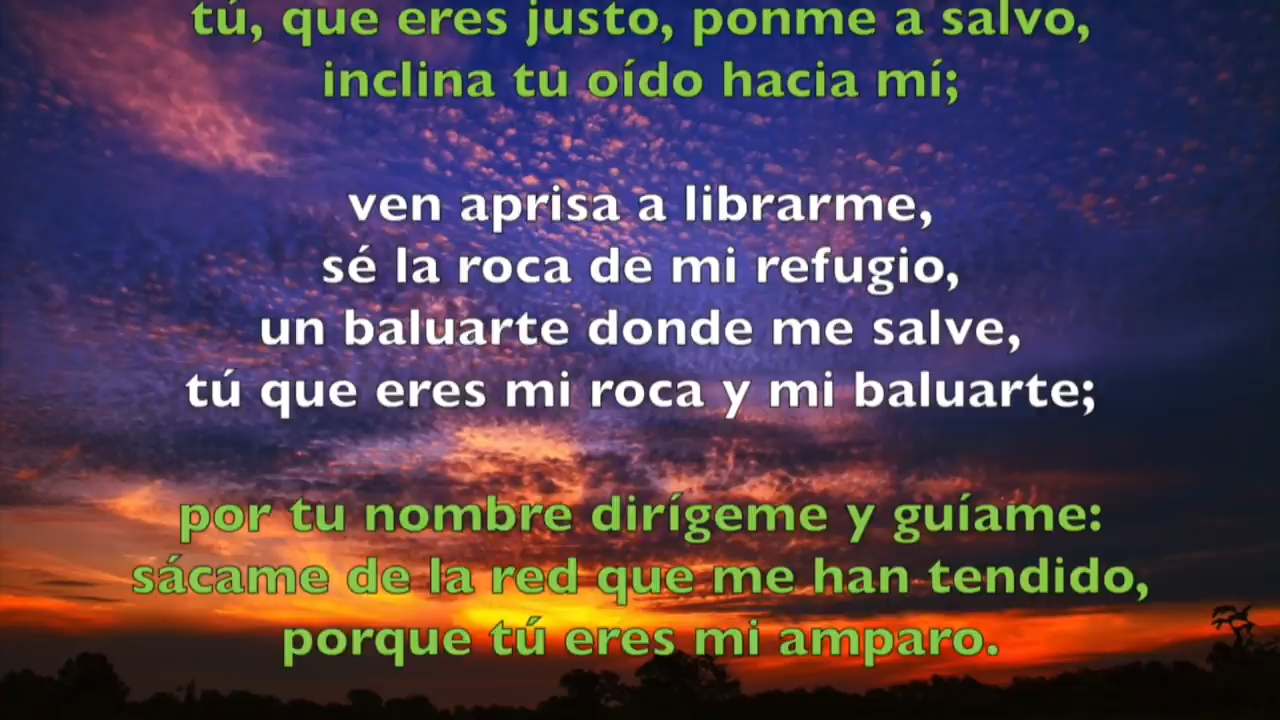 tú, que eres justo, ponme a salvo,
inclina tu oído hacia mí;
ven aprisa a librarme,
sé la roca de mi refugio,
un baluarte donde me salve,
tú que eres mi roca y mi baluarte;
por tu nombre dirígeme y guíame:
sácame de la red que me han tendido,
porque tú eres mi amparo.